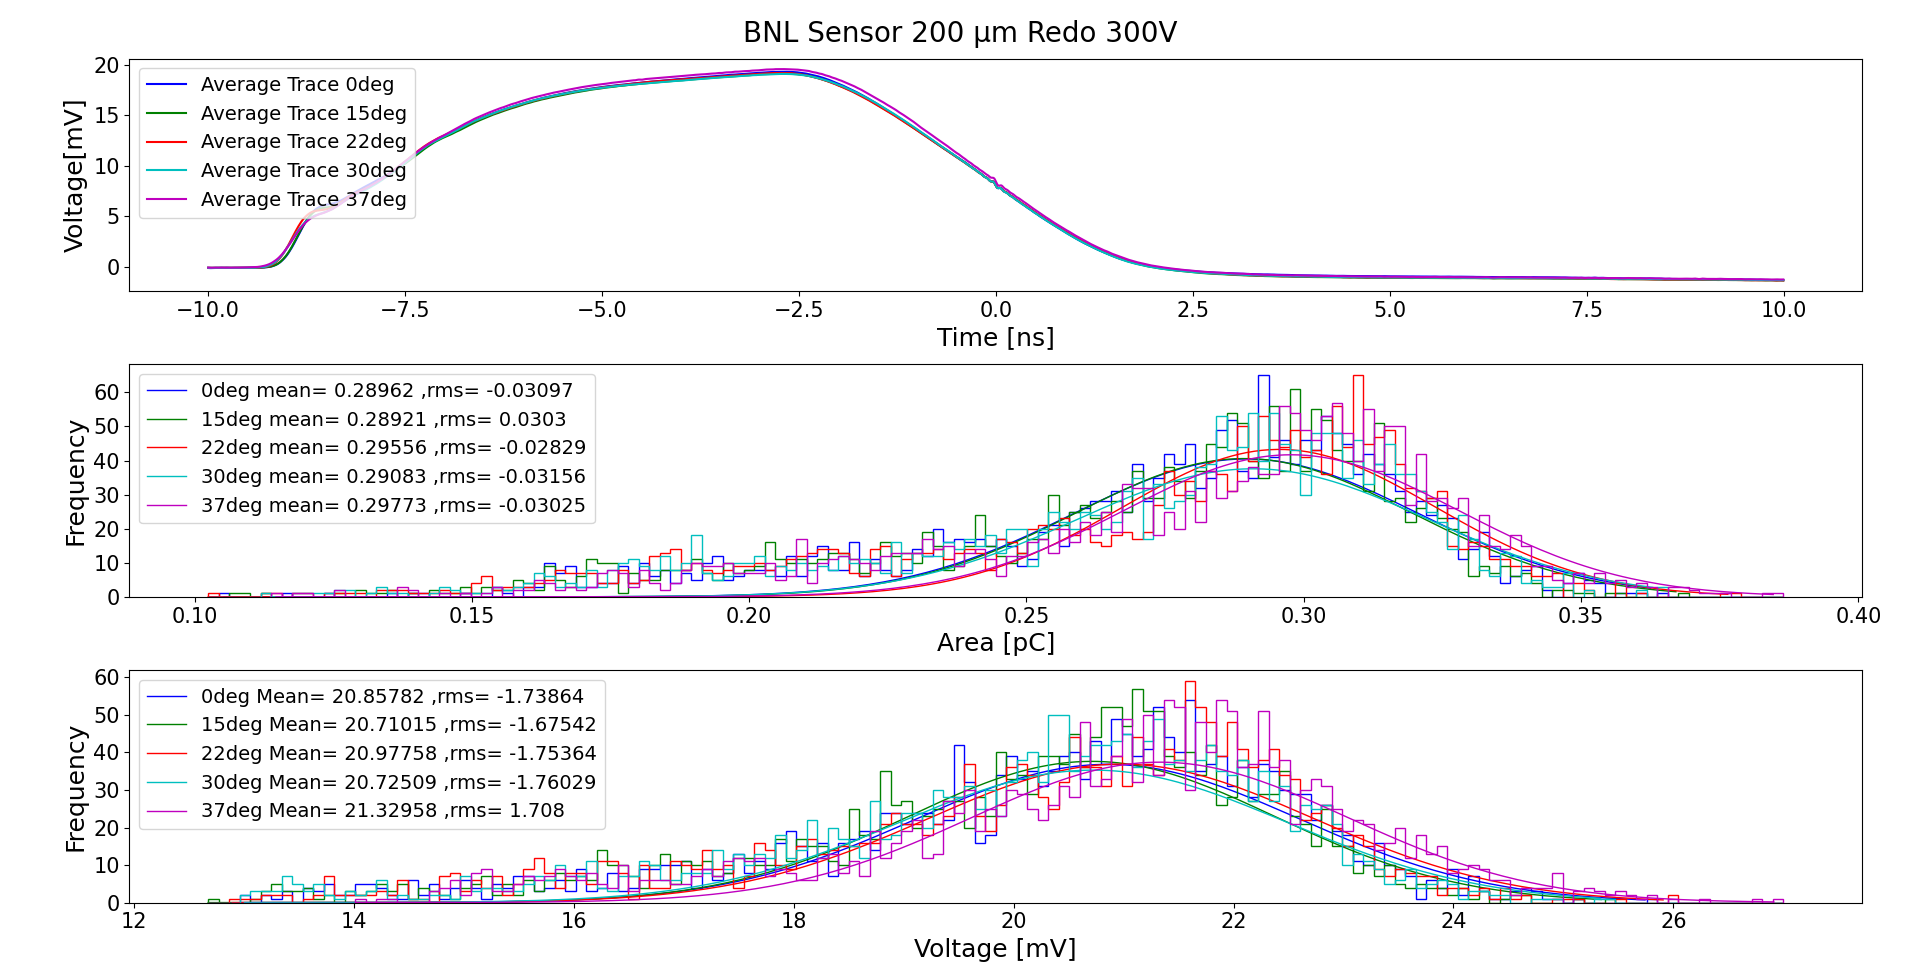 BNL Sensor 200 µm Redo 300V
20
15
10
5
0
Voltage[mV]
Average Trace 0deg
Average Trace 15deg
Average Trace 22deg
Average Trace 30deg
Average Trace 37deg
−10.0 −7.5 −5.0 −2.5 0.0 2.5 5.0 7.5 10.0
Time [ns]
60
50
40
30
20
10
0
Frequency
0deg mean= 0.28962 ,rms= -0.03097
15deg mean= 0.28921 ,rms= 0.0303
22deg mean= 0.29556 ,rms= -0.02829
30deg mean= 0.29083 ,rms= -0.03156
37deg mean= 0.29773 ,rms= -0.03025
0.10 0.15 0.20 0.25 0.30 0.35 0.40
Area [pC]
60
50
40
30
20
10
0
Frequency
0deg Mean= 20.85782 ,rms= -1.73864
15deg Mean= 20.71015 ,rms= -1.67542
22deg Mean= 20.97758 ,rms= -1.75364
30deg Mean= 20.72509 ,rms= -1.76029
37deg Mean= 21.32958 ,rms= 1.708
12 14 16 18 20 22 24 26
Voltage [mV]